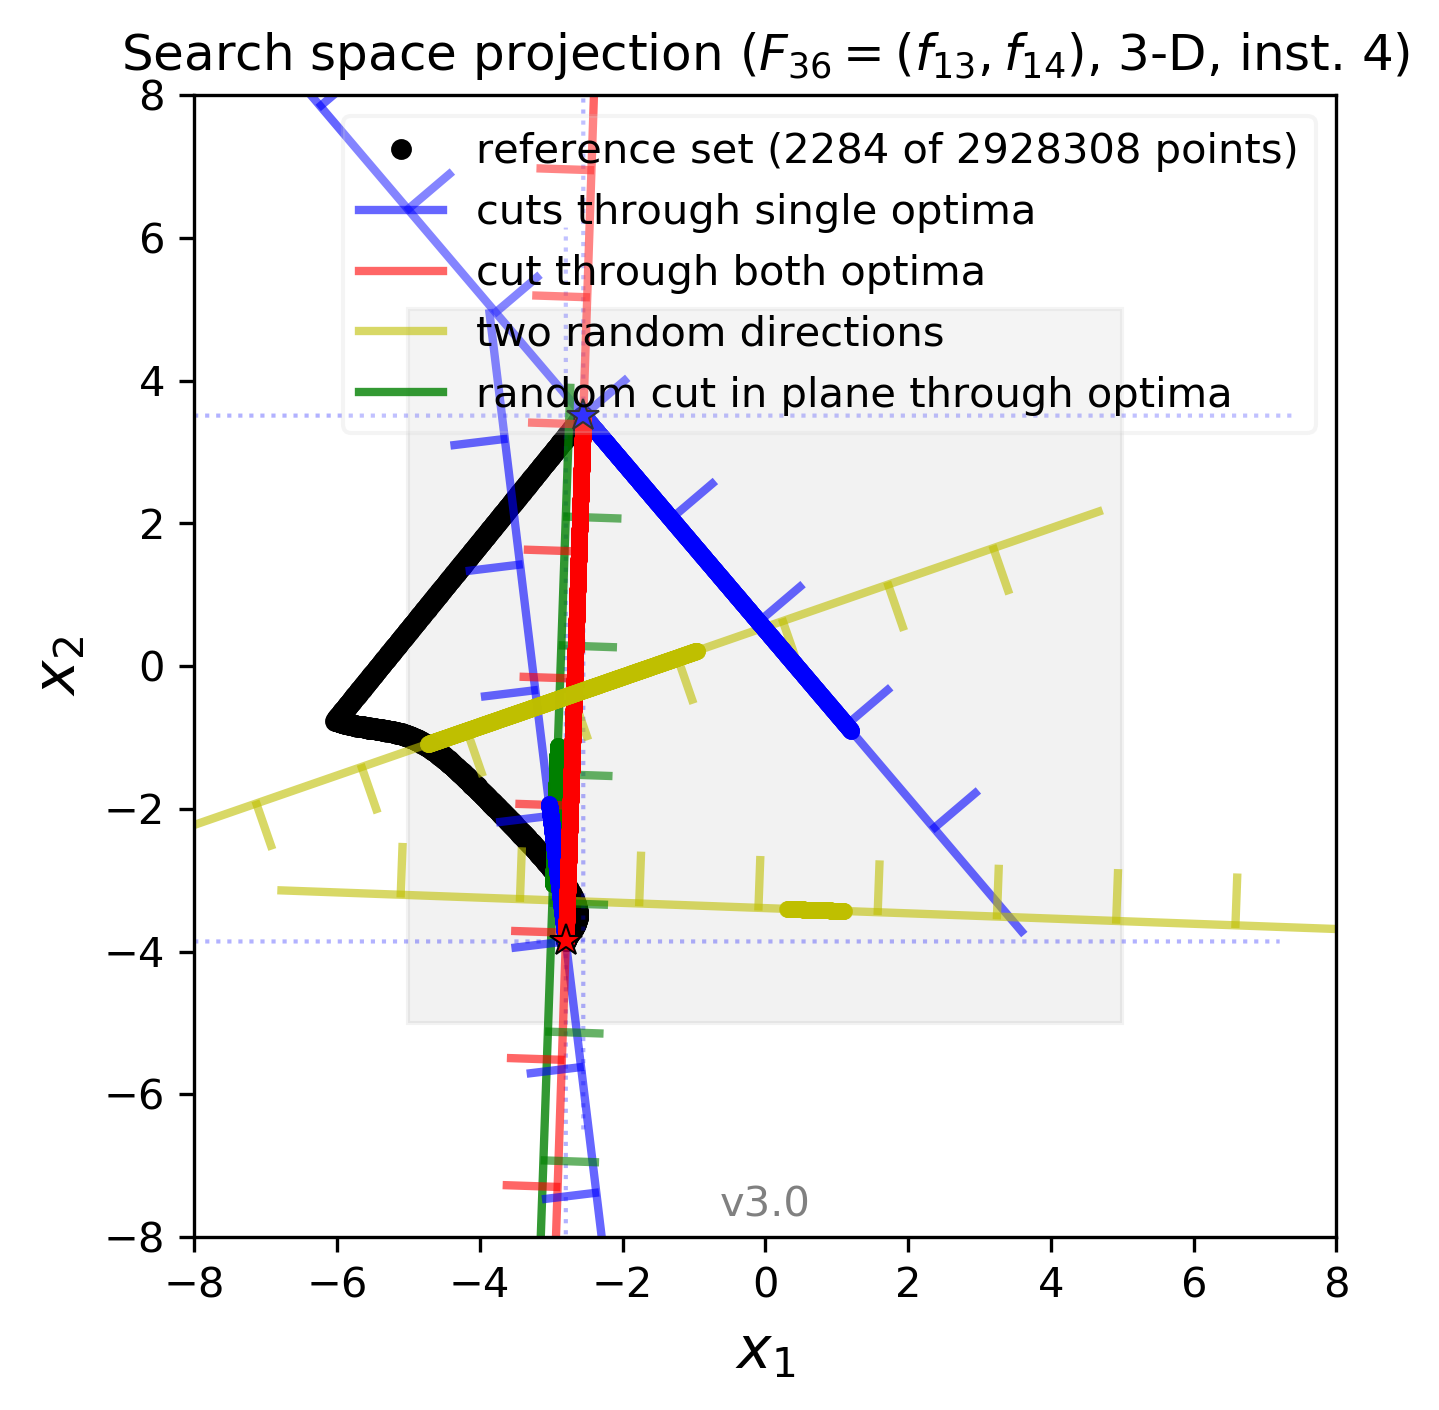 Search space projection (F₃₆ = (f₁₃, f₁₄), 3-D, inst. 4)
reference set (2284 of 2928308 points)
cuts through single optima
cut through both optima
two random directions
random cut in plane through optima
8
6
4
2
0
−2
−4
−6
−8
x₂
v3.0
−8 −6 −4 −2 0 2 4 6 8
x₁